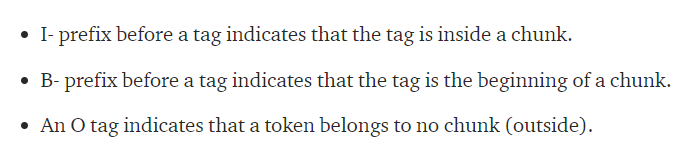 • I- prefix before a tag indicates that the tag is inside a chunk.
• B- prefix before a tag indicates that the tag is the beginning of a chunk.
• An O tag indicates that a token belongs to no chunk (outside).